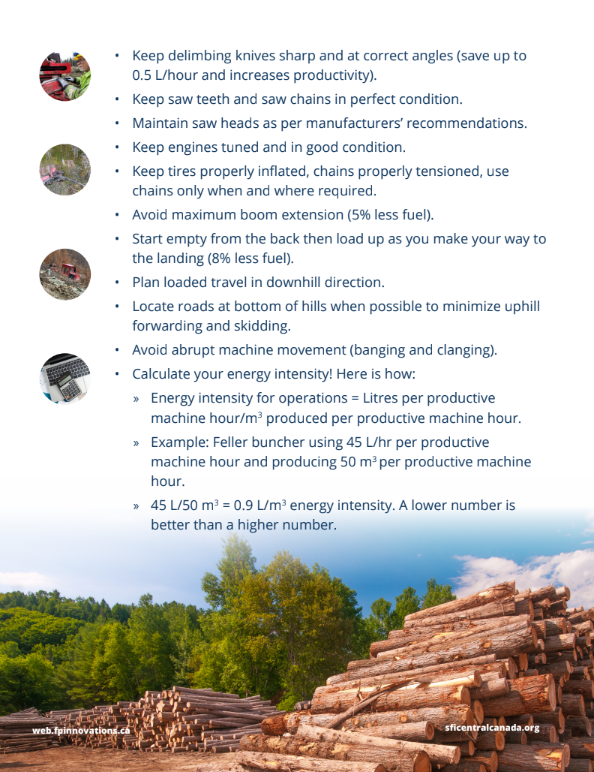 • Keep delimbing knives sharp and at correct angles (save up to
0.5 L/hour and increases productivity).
• Keep saw teeth and saw chains in perfect condition.
• Maintain saw heads as per manufacturers’ recommendations.
• Keep engines tuned and in good condition.
• Keep tires properly inflated, chains properly tensioned, use
chains only when and where required.
• Avoid maximum boom extension (5% less fuel).
• Start empty from the back then load up as you make your way to
the landing (8% less fuel).
• Plan loaded travel in downhill direction.
• Locate roads at bottom of hills when possible to minimize uphill
forwarding and skidding.
• Avoid abrupt machine movement (banging and clanging).
• Calculate your energy intensity! Here is how:
» Energy intensity for operations = Litres per productive
machine hour/m³ produced per productive machine hour.
» Example: Feller buncher using 45 L/hr per productive
machine hour and producing 50 m³ per productive machine
hour.
» 45 L/50 m³ = 0.9 L/m³ energy intensity. A lower number is
better than a higher number.
web.fpinnovations.ca
sficentralcanada.org